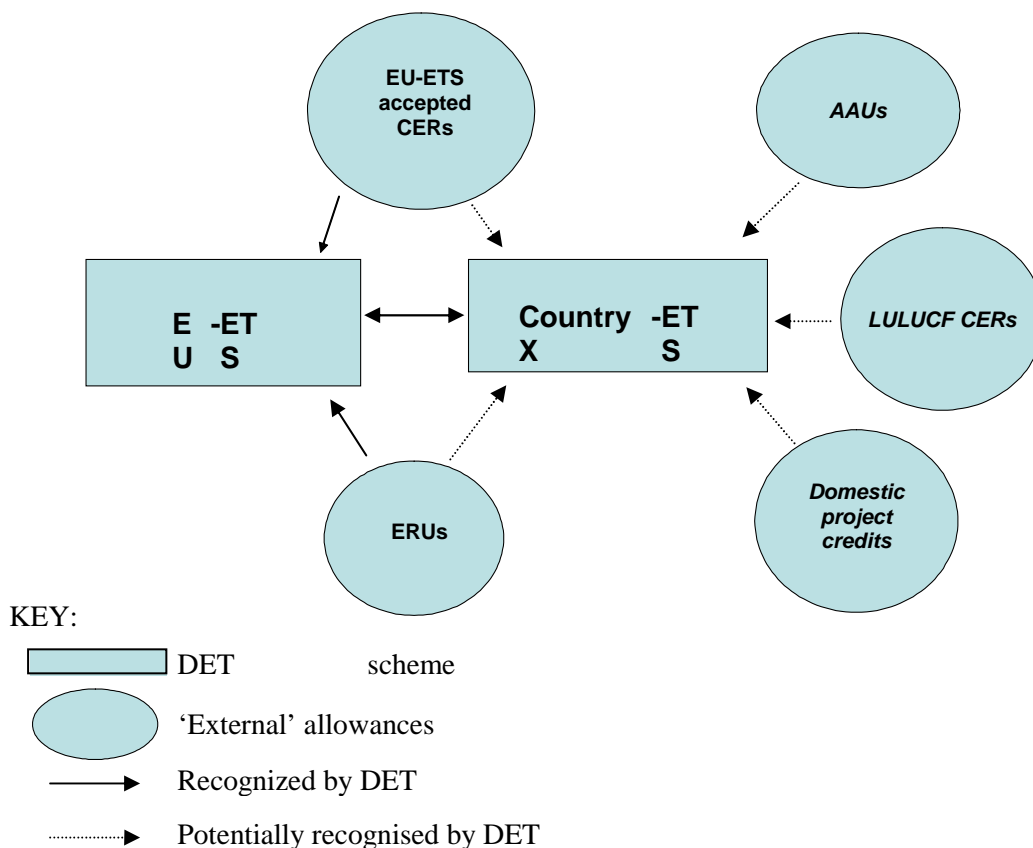 EU-ETS
accepted
CERs
AAUs
E -ET
U S
Country -ET
X S
LULUCF CERs
ERUs
Domestic
project
credits
KEY:
DET scheme
‘External’ allowances
Recognized by DET
Potentially recognised by DET